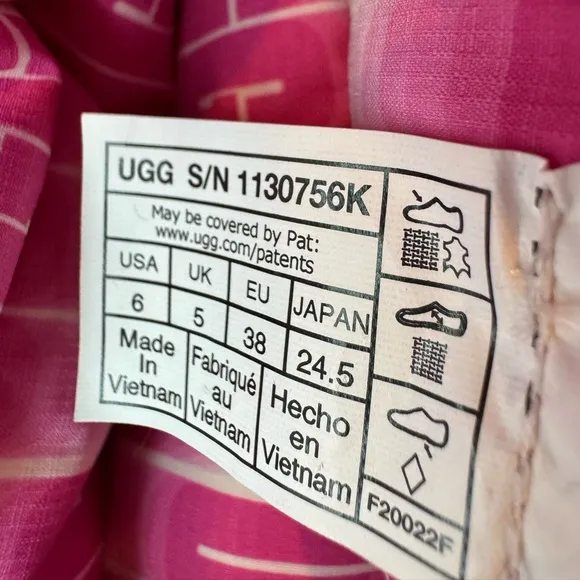 UGG S/N 1130756K
May be covered by Pat:
www.ugg.com/patents
USA UK EU JAPAN
6 5 38 24.5
Made In Vietnam
Fabriqué au Vietnam
Hecho en Vietnam
F20022F